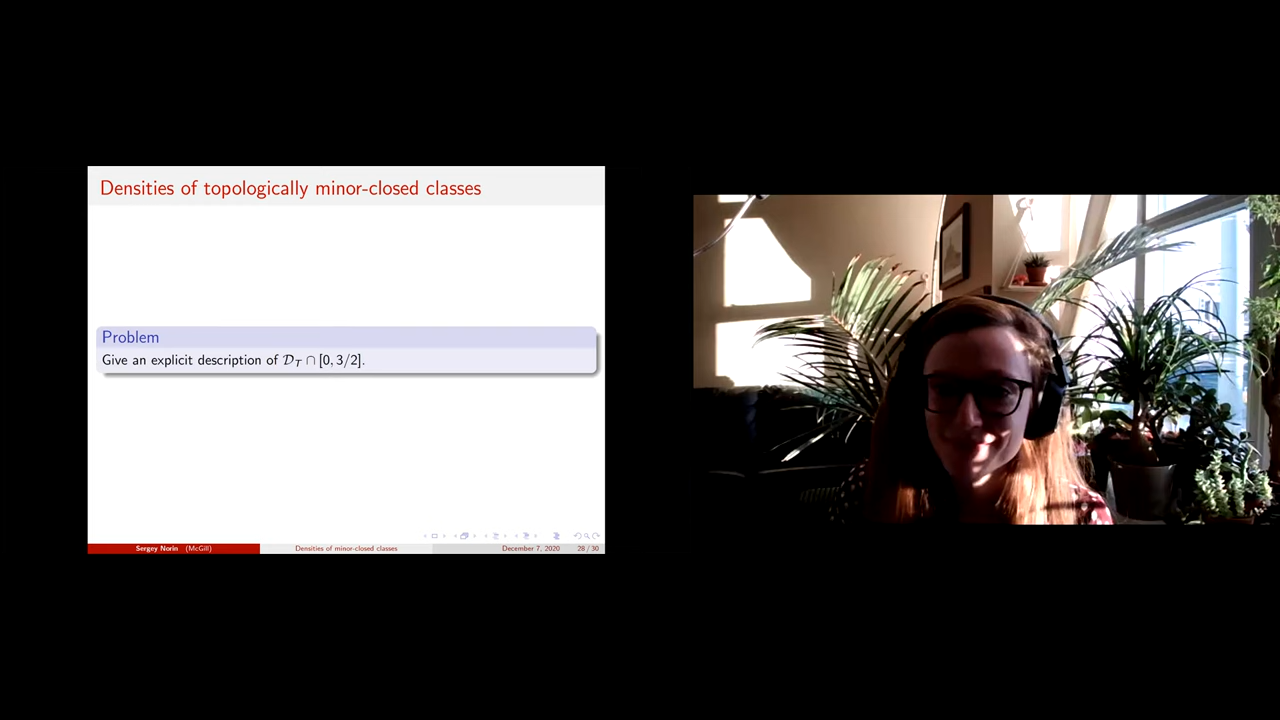 Densities of topologically minor-closed classes
Problem
Give an explicit description of 𝒟_T ∩ [0, 3/2].
Sergey Norin (McGill) Densities of minor-closed classes December 7, 2020 28 / 30